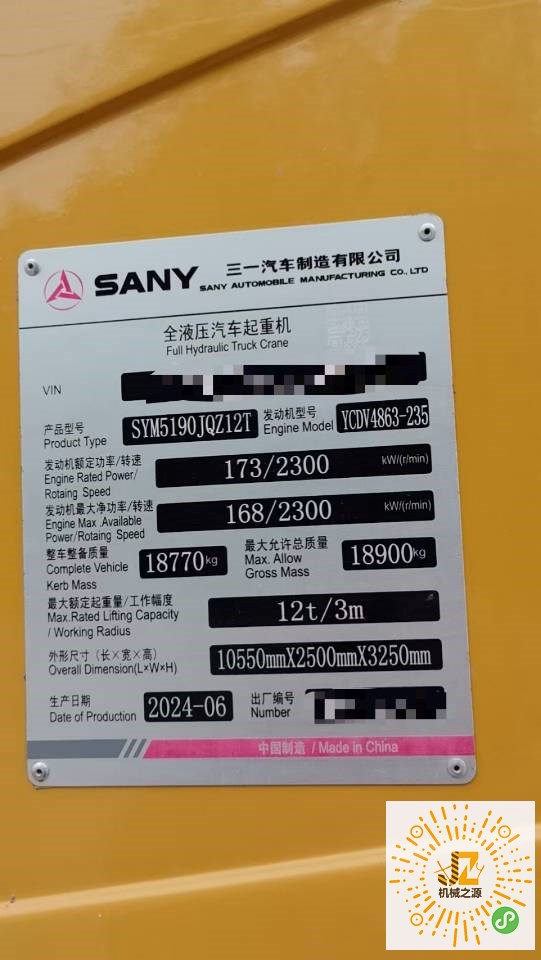 SANY 三一汽车制造有限公司
SANY AUTOMOBILE MANUFACTURING CO., LTD
全液压汽车起重机
Full Hydraulic Truck Crane
VIN
产品型号 SYM5190JQZ12T 发动机型号 YCDV4863-235
Product Type Engine Model
发动机额定功率/转速 173/2300 kW/(r/min)
Engine Rated Power/
Rotaing Speed
发动机最大净功率/转速 168/2300 kW/(r/min)
Engine Max .Available
Power/Rotaing Speed
整车整备质量 18770kg 最大允许总质量 18900kg
Complete Vehicle Max. Allow
Kerb Mass Gross Mass
最大额定起重量/工作幅度 12t/3m
Max.Rated Lifting Capacity
/ Working Radius
外形尺寸（长×宽×高） 10550mmX2500mmX3250mm
Overall Dimension(L×W×H)
生产日期 2024-06 出厂编号
Date of Production Number
中国制造 / Made in China
机械之源